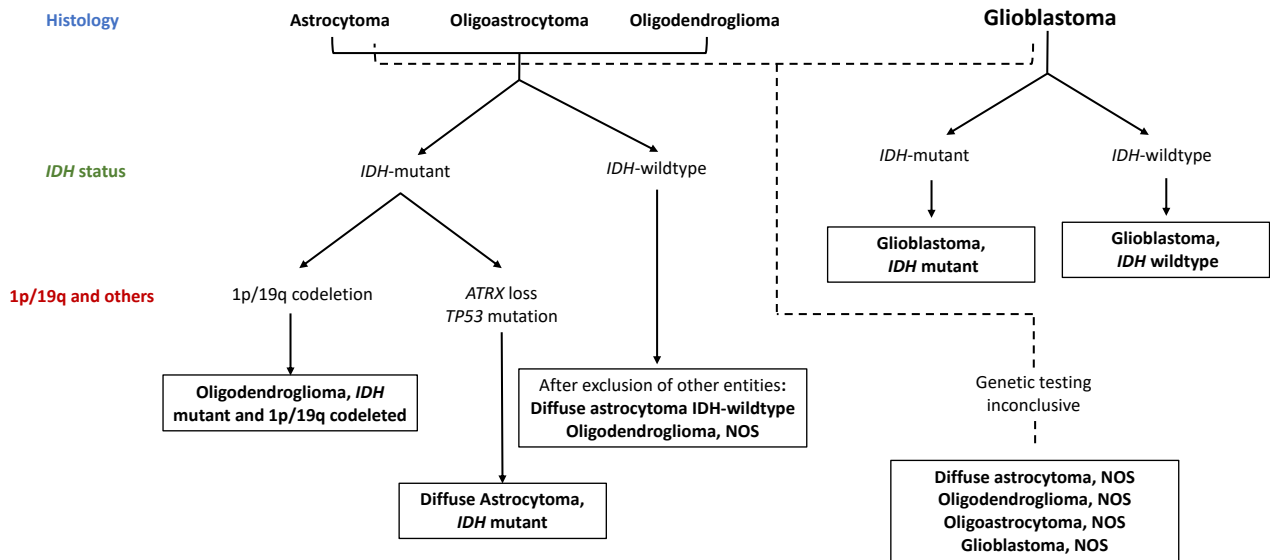 Histology
Astrocytoma
Oligoastrocytoma
Oligodendroglioma
Glioblastoma
IDH status
IDH-mutant
IDH-wildtype
IDH-mutant
IDH-wildtype
Glioblastoma,
IDH mutant
Glioblastoma,
IDH wildtype
1p/19q and others
1p/19q codeletion
ATRX loss
TP53 mutation
Oligodendroglioma, IDH
mutant and 1p/19q codeleted
After exclusion of other entities:
Diffuse astrocytoma IDH-wildtype
Oligodendroglioma, NOS
Genetic testing
inconclusive
Diffuse Astrocytoma,
IDH mutant
Diffuse astrocytoma, NOS
Oligodendroglioma, NOS
Oligoastrocytoma, NOS
Glioblastoma, NOS